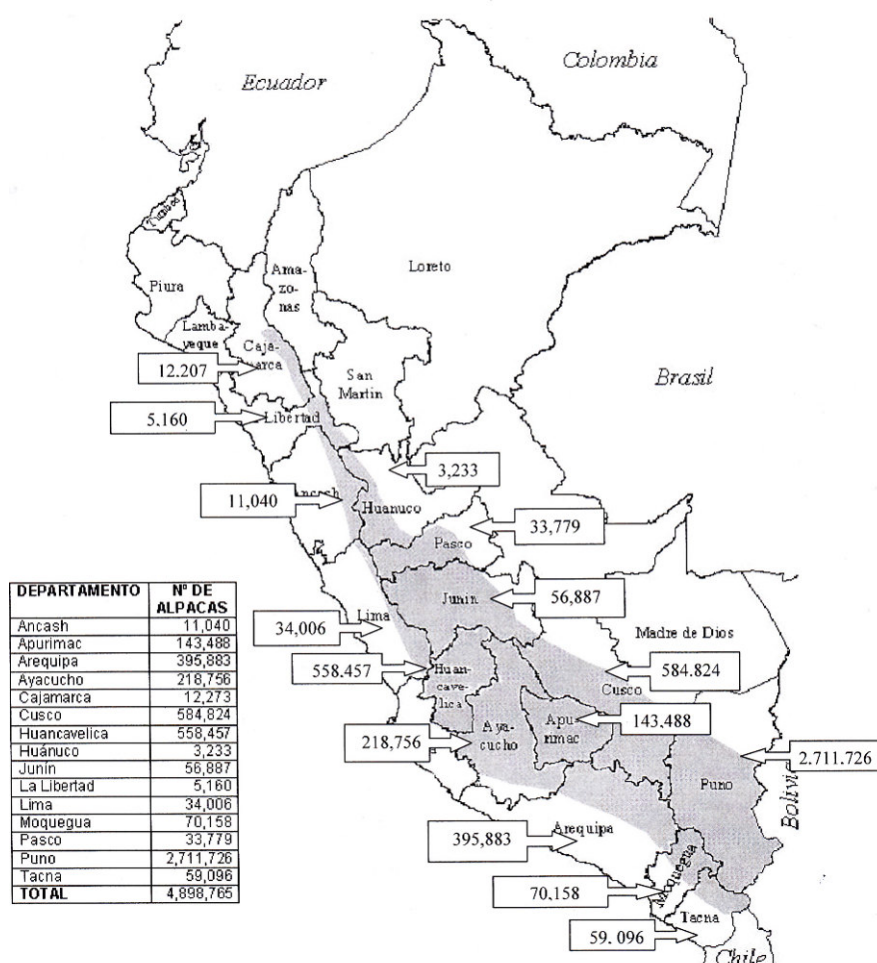 Ecuador
Colombia
Tumbes
Piura
Ama-
zo-
nas
Loreto
Lamba-
yeque
Caja-
marca
12.207
San
Martin
Brasil
5.160
Libertad
3,233
ncash
11,040
Huanuco
33,779
Pasco
Junin
56,887
34,006
Lima
Madre de Dios
558.457
Huan-
cave-
lica
584.824
Cusco
218,756
Aya-
cucho
Apu-
rimac
143.488
2.711.726
Puno
Bolivi
395,883
Arequipa
70,158
Moquegua
Tacna
59. 096
Chile
DEPARTAMENTO Nº DE
ALPACAS
Ancash 11,040
Apurimac 143,488
Arequipa 395,883
Ayacucho 218,756
Cajamarca 12,273
Cusco 584,824
Huancavelica 558,457
Huánuco 3,233
Junín 56,887
La Libertad 5,160
Lima 34,006
Moquegua 70,158
Pasco 33,779
Puno 2,711,726
Tacna 59,096
TOTAL 4,898,765